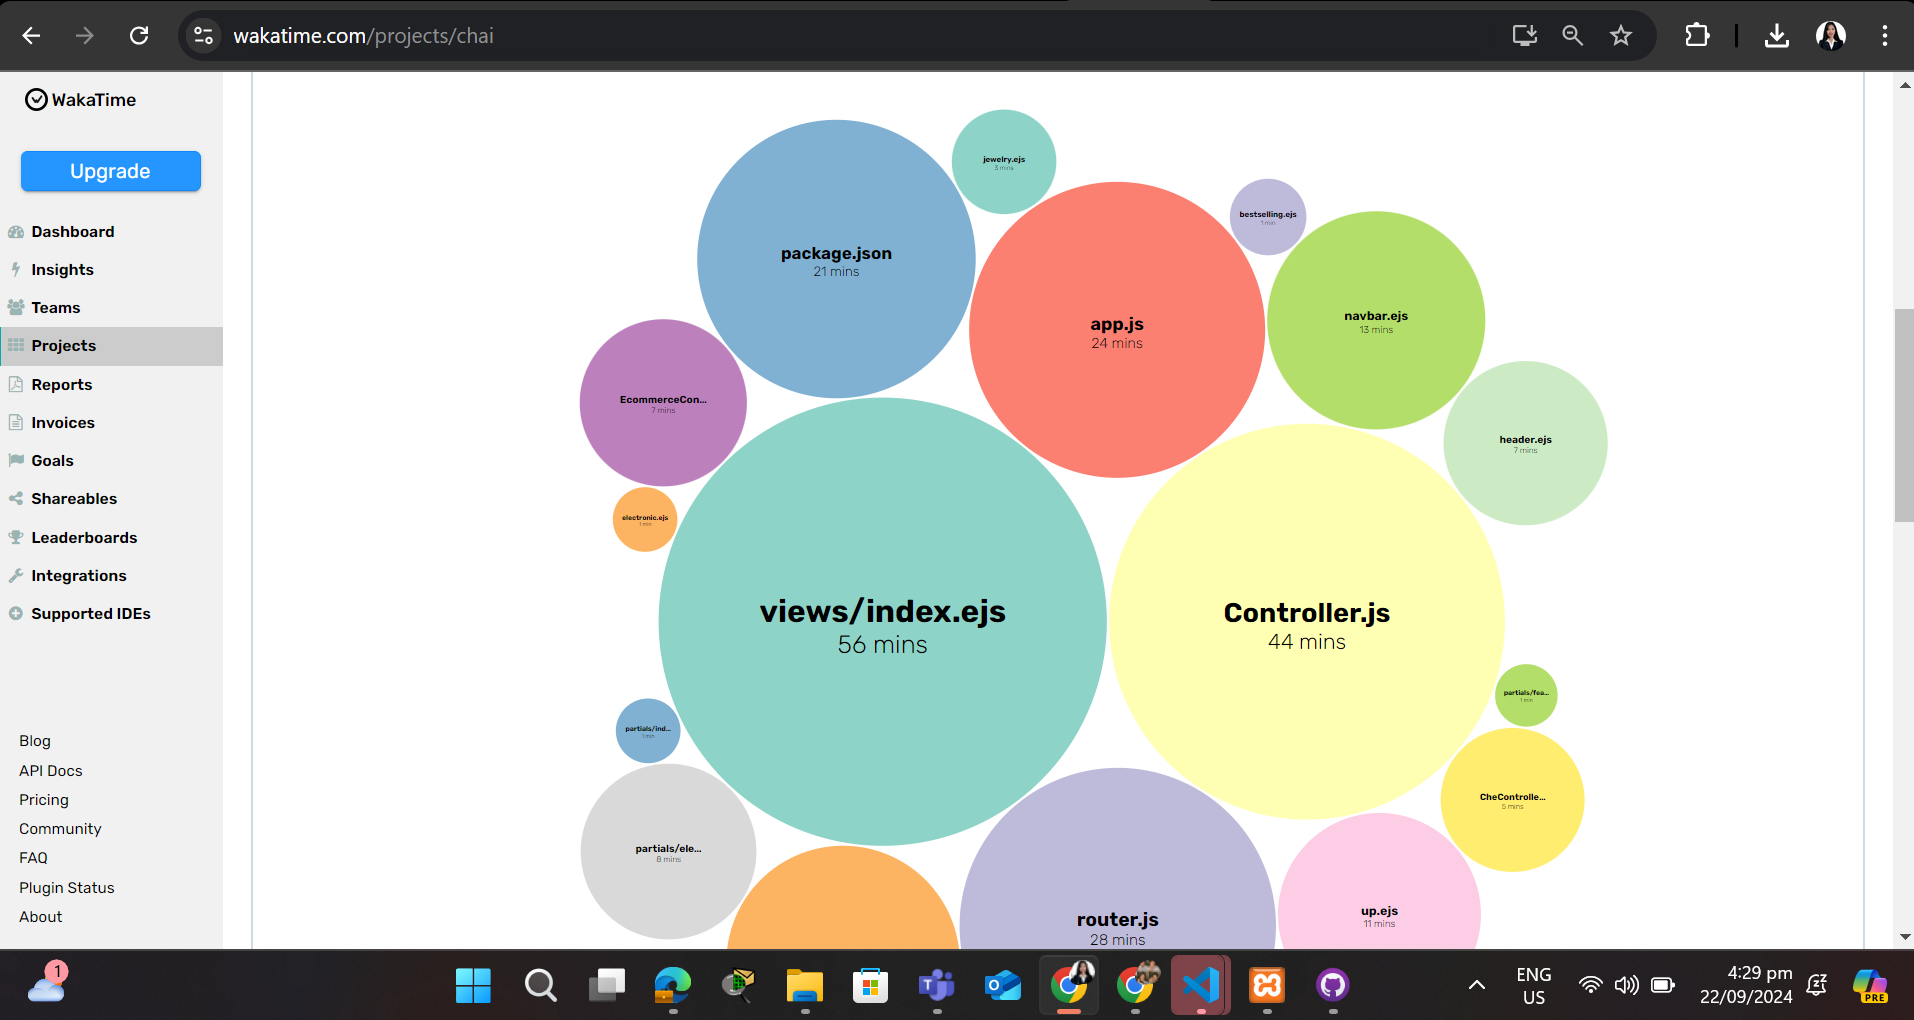 wakatime.com/projects/chai
WakaTime
Upgrade
Dashboard
Insights
Teams
Projects
Reports
Invoices
Goals
Shareables
Leaderboards
Integrations
Supported IDEs
Blog
API Docs
Pricing
Community
FAQ
Plugin Status
About
jewelry.ejs
3 mins
package.json
21 mins
bestselling.ejs
1 min
app.js
24 mins
navbar.ejs
13 mins
EcommerceCon...
7 mins
header.ejs
7 mins
electronic.ejs
1 min
views/index.ejs
56 mins
Controller.js
44 mins
partials/fea...
1 min
partials/ind...
1 min
CheControlle...
5 mins
partials/ele...
8 mins
router.js
28 mins
up.ejs
11 mins
1
ENG
US
4:29 pm
22/09/2024
PRE